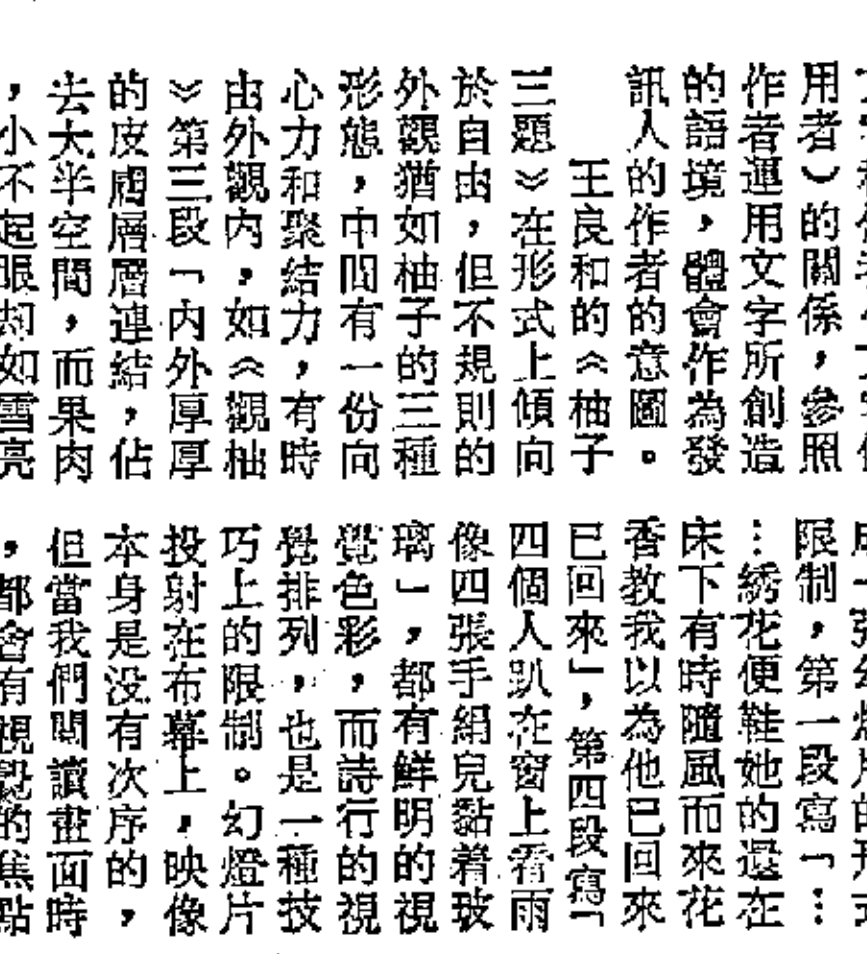 用者)的關係,參照
作者運用文字所創造
的語境,體會作為發
訊人的作者的意圖。
王良和的《柚子
三題》在形式上傾向
於自由,但不規則的
外觀猶如柚子的三種
形態,中間有一份向
心力和聚結力,有時
由外觀內,如《觀柚
》第三段「內外厚厚
的皮膚層層連結,佔
去大半空間,而果肉
,小不起眼却如雪亮
限制,第一段寫「…
…綉花便鞋她的還在
床下有時隨風而來花
香教我以為他已回來
已回來」,第四段寫「
四個人趴在窗上看雨
像四張手絹兒黏着玻
璃」,都有鮮明的視
覺色彩,而詩行的視
覺排列,也是一種技
巧上的限制。幻燈片
投射在布幕上,映像
本身是没有次序的,
但當我們閱讀畫面時
,都會有視覺的焦點